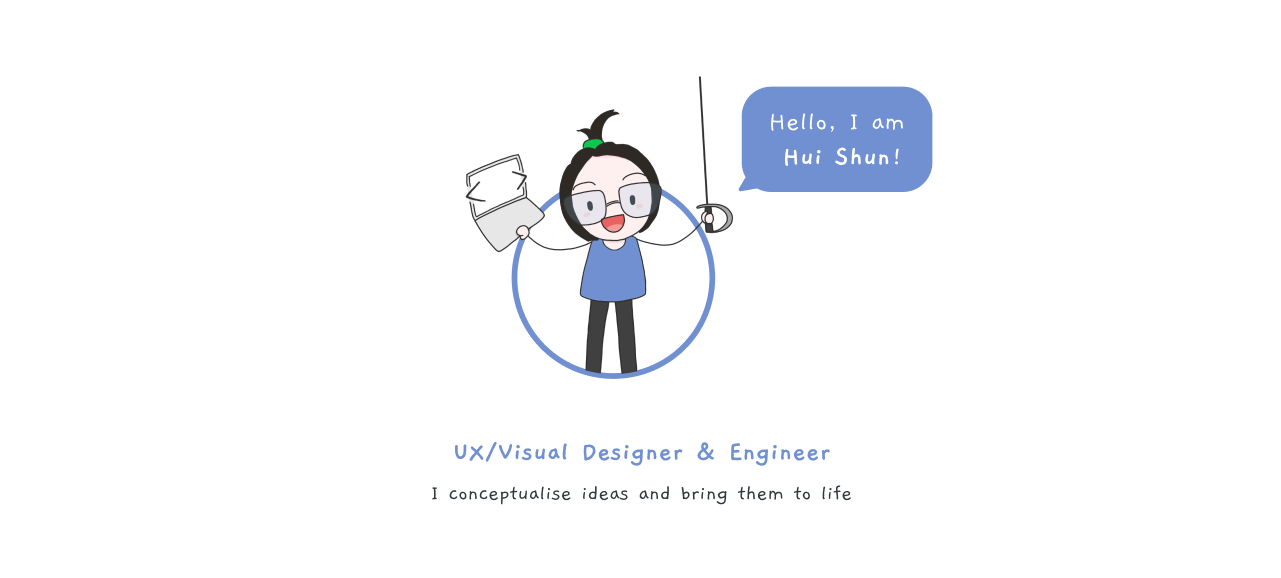 Hello, I am
Hui Shun!
UX/Visual Designer & Engineer
I conceptualise ideas and bring them to life